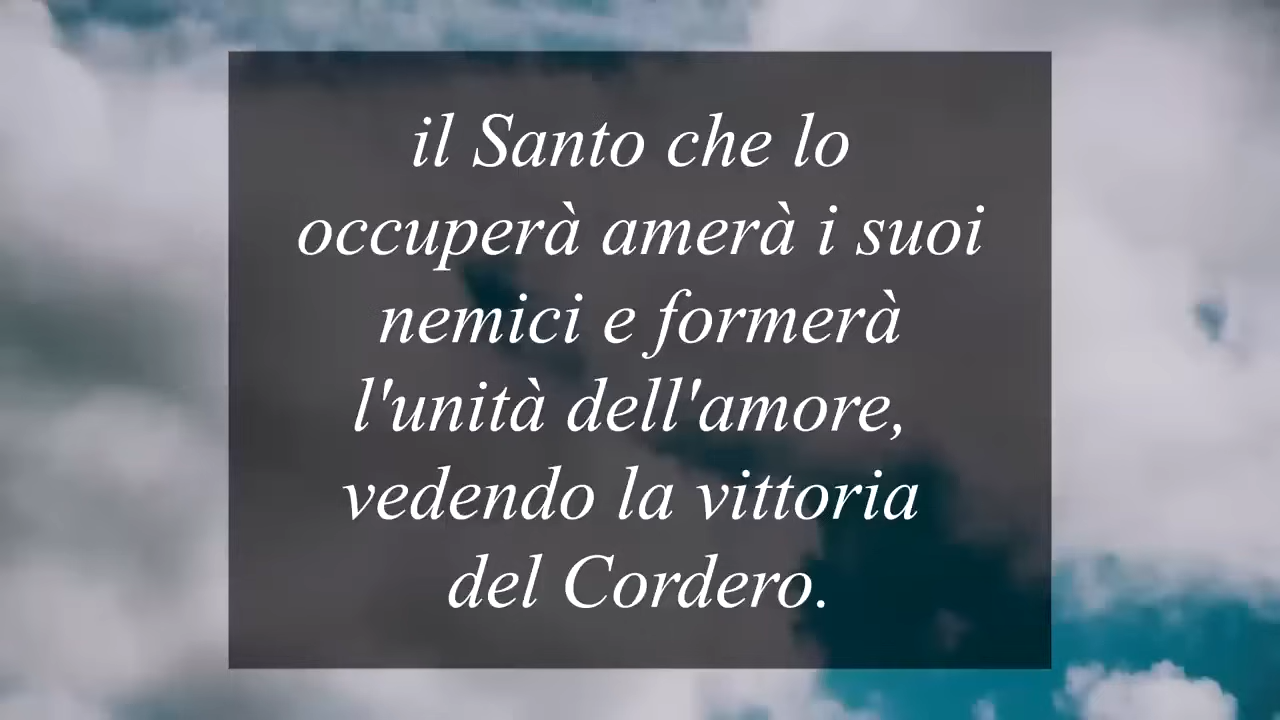 il Santo che lo
occuperà amerà i suoi
nemici e formerà
l'unità dell'amore,
vedendo la vittoria
del Cordero.